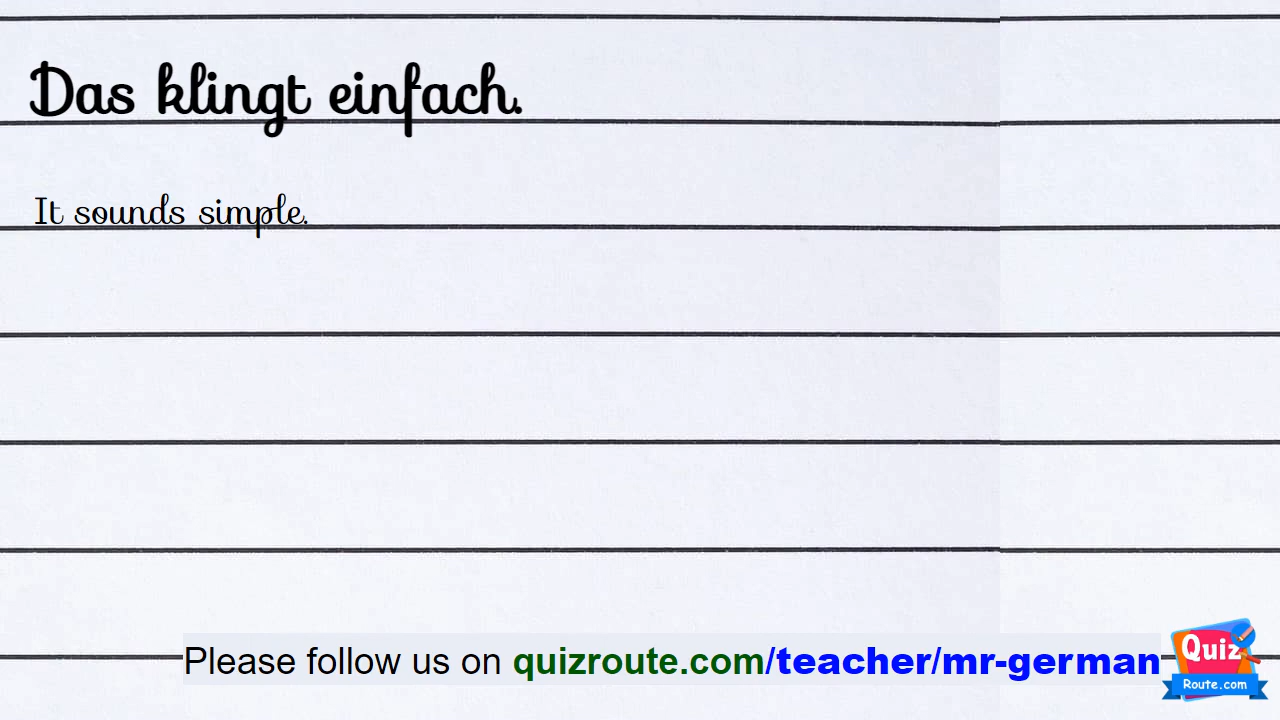 Das klingt einfach.
It sounds simple.
Please follow us on quizroute.com/teacher/mr-german
Quiz
Route.com